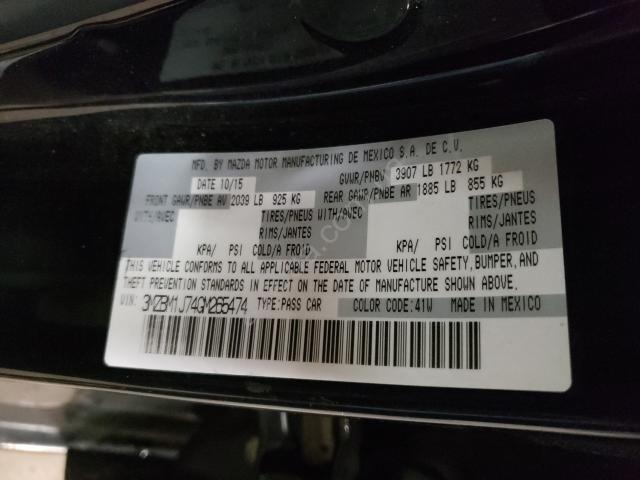 MFD. BY MAZDA MOTOR MANUFACTURING DE MEXICO S.A. DE C.V.
DATE 10/15 GVWR/PNBV 3907 LB 1772 KG
FRONT GAWR/PNBE AV 2039 LB 925 KG REAR GAWR/PNBE AR 1885 LB 855 KG
WITH/AVEC TIRES/PNEUS WITH/AVEC TIRES/PNEUS
RIMS/JANTES RIMS/JANTES
KPA/ PSI COLD/A FROID KPA/ PSI COLD/A FROID
THIS VEHICLE CONFORMS TO ALL APPLICABLE FEDERAL MOTOR VEHICLE SAFETY, BUMPER, AND
THEFT PREVENTION STANDARDS IN EFFECT ON THE DATE OF MANUFACTURE SHOWN ABOVE.
VIN: 3MZBM1J74GM265474 TYPE:PASS CAR COLOR CODE:41W MADE IN MEXICO